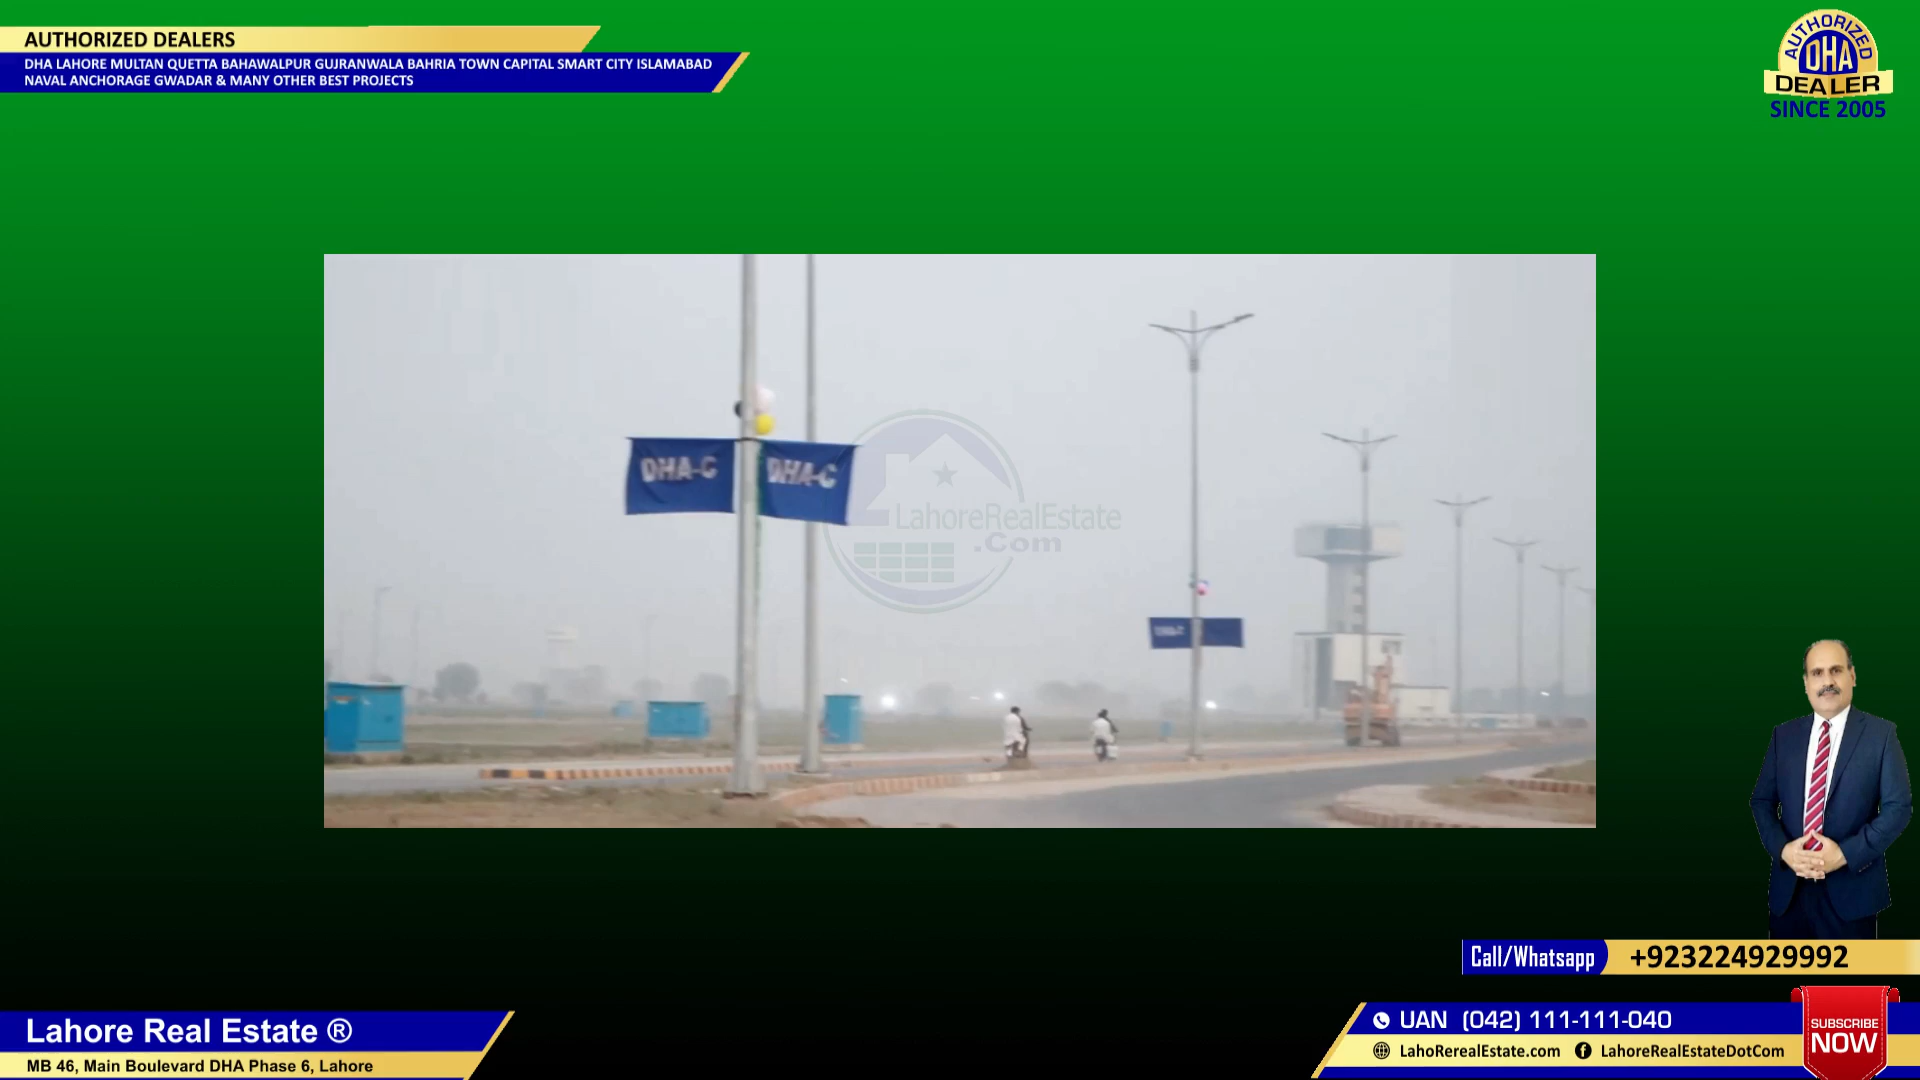 AUTHORIZED DEALERS
DHA LAHORE MULTAN QUETTA BAHAWALPUR GUJRANWALA BAHRIA TOWN CAPITAL SMART CITY ISLAMABAD
NAVAL ANCHORAGE GWADAR & MANY OTHER BEST PROJECTS
AUTHORIZED
DHA
DEALER
SINCE 2005
DHA-G
DHA-G
LahoreRealEstate
.Com
Call/Whatsapp +923224929992
Lahore Real Estate ®
MB 46, Main Boulevard DHA Phase 6, Lahore
UAN (042) 111-111-040
LahoRerealEstate.com LahoreRealEstateDotCom
SUBSCRIBE
NOW